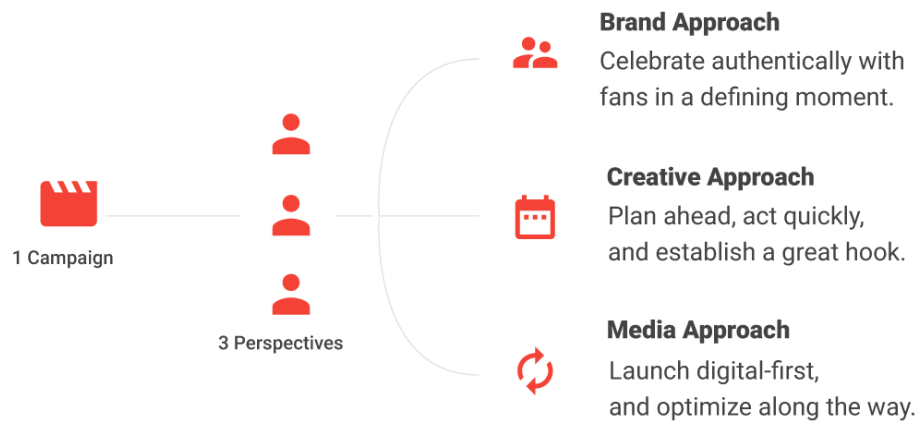 Brand Approach
Celebrate authentically with
fans in a defining moment.
Creative Approach
Plan ahead, act quickly,
and establish a great hook.
1 Campaign
3 Perspectives
Media Approach
Launch digital-first,
and optimize along the way.